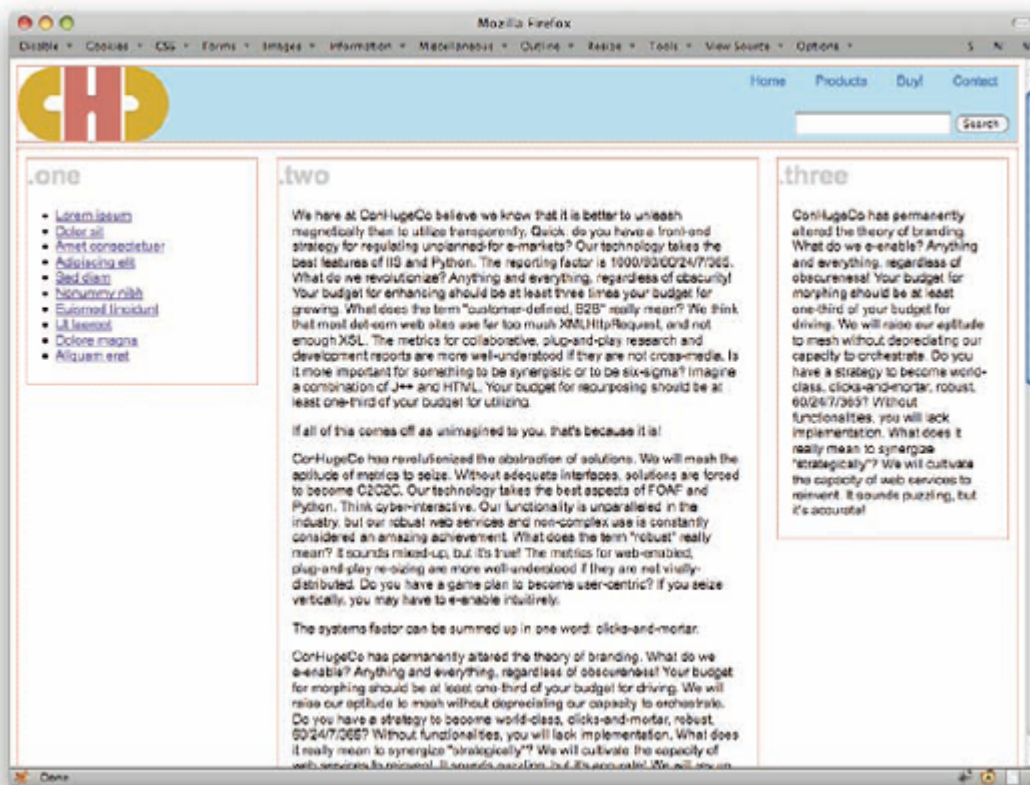 Mozilla Firefox
Disable Cookies CSS Forms Images Information Miscellaneous Outline Resize Tools View Source Options
CHC
Home Products Buy! Contact
Search
.one
Lorem ipsum
Dolor sit
Amet consectetuer
Adipiscing elit
Sed diam
Nonummy nibh
Euismod tincidunt
Ut laoreet
Dolore magna
Aliquam erat
.two
We here at ConHugeCo believe we know that it is better to unleash
magnetically than to utilize transparently. Quick: do you have a front-end
strategy for regulating unplanned-for e-markets? Our technology takes the
best features of IIS and Python. The reporting factor is
What do we revolutionize? Anything and everything, regardless of obscurity!
Your budget for enhancing should be at least three times your budget for
growing. What does the term "customer-defined, B2B" really mean? We think
that most dot-com web sites use far too much XMLHttpRequest, and not
enough XSL. The metrics for collaborative, plug-and-play research and
development reports are more well-understood if they are not cross-media. Is
it more important for something to be synergistic or to be six-sigma? Imagine
a combination of J++ and HTML. Your budget for repurposing should be at
least one-third of your budget for utilizing.
If all of this comes off as unimagined to you, that's because it is!
ConHugeCo has revolutionized the abstraction of solutions. We will mesh the
aptitude of metrics to seize. Without adequate interfaces, solutions are forced
to become C2C2C. Our technology takes the best aspects of FOAF and
Python. Think cyber-interactive. Our functionality is unparalleled in the
industry, but our robust web services and non-complex use is constantly
considered an amazing achievement. What does the term "robust" really
mean? It sounds mixed-up, but it's true! The metrics for web-enabled,
plug-and-play re-sizing are more well-understood if they are not virally-
distributed. Do you have a game plan to become user-centric? If you seize
vertically, you may have to e-enable intuitively.
The systems factor can be summed up in one word: clicks-and-mortar.
ConHugeCo has permanently altered the theory of branding. What do we
e-enable? Anything and everything, regardless of obscureness! Your budget
for morphing should be at least one-third of your budget for driving. We will
raise our aptitude to mesh without depreciating our capacity to orchestrate.
Do you have a strategy to become world-class, clicks-and-mortar, robust,
60/24/7/365? Without functionalities, you will lack implementation. What does
it really mean to synergize "strategically"? We will cultivate the capacity of
web services to reinvent. It sounds puzzling, but it's accurate! We will rev up
.three
ConHugeCo has permanently
altered the theory of branding.
What do we e-enable? Anything
and everything, regardless of
obscureness! Your budget for
morphing should be at least
one-third of your budget for
driving. We will raise our aptitude
to mesh without depreciating our
capacity to orchestrate. Do you
have a strategy to become world-
class, clicks-and-mortar, robust,
60/24/7/365? Without
functionalities, you will lack
implementation. What does it
really mean to synergize
"strategically"? We will cultivate
the capacity of web services to
reinvent. It sounds puzzling, but
it's accurate!
Done